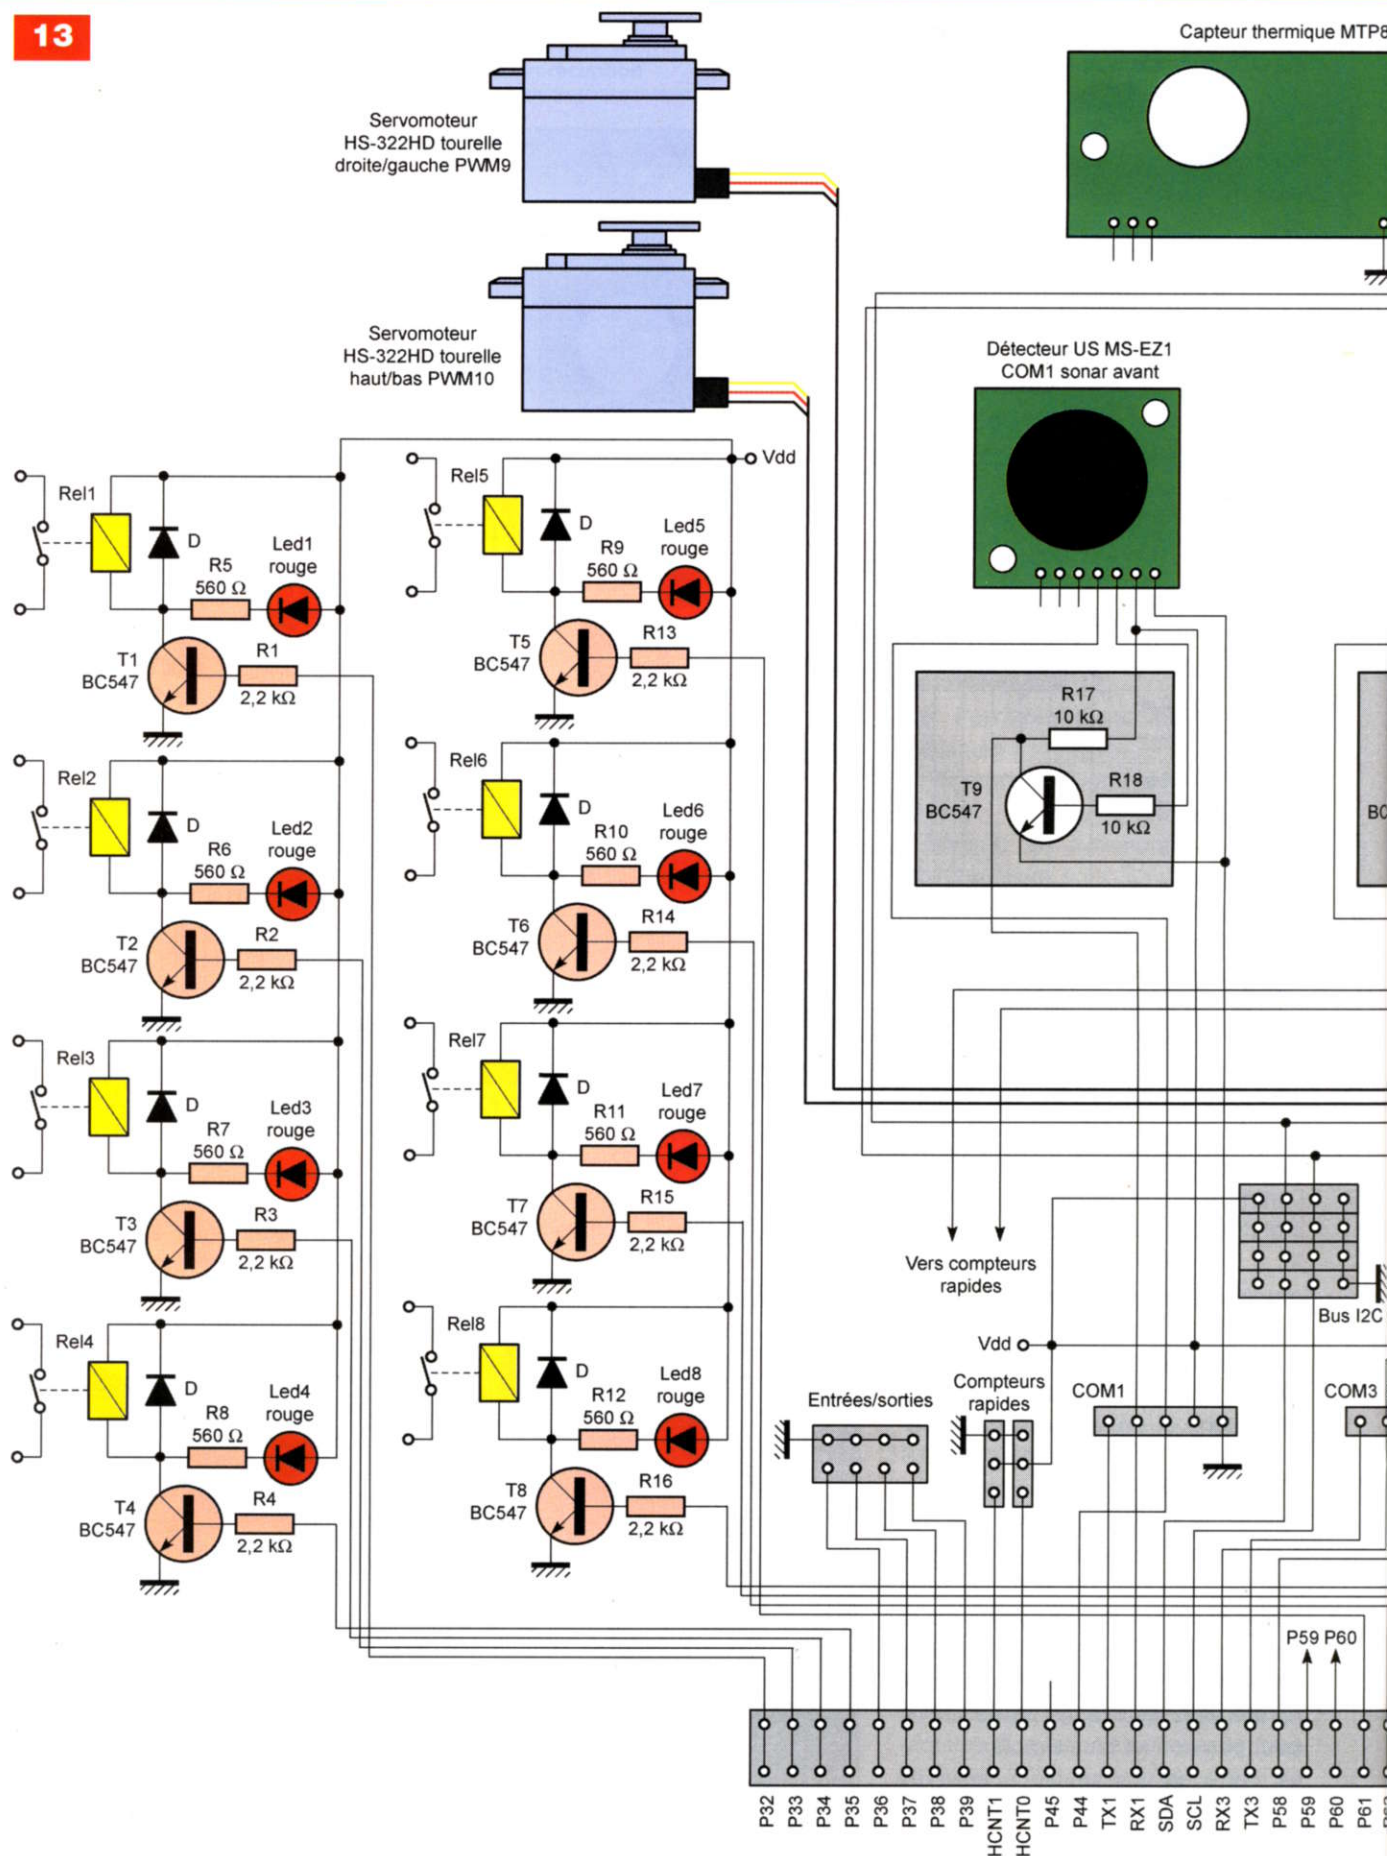 13
Capteur thermique MTP8
Servomoteur
HS-322HD tourelle
droite/gauche PWM9
Servomoteur
HS-322HD tourelle
haut/bas PWM10
Détecteur US MS-EZ1
COM1 sonar avant
Vdd
Rel1
D
R5
560 Ω
Led1
rouge
T1
BC547
R1
2,2 kΩ
Rel5
D
R9
560 Ω
Led5
rouge
T5
BC547
R13
2,2 kΩ
R17
10 kΩ
T9
BC547
R18
10 kΩ
Rel2
D
R6
560 Ω
Led2
rouge
T2
BC547
R2
2,2 kΩ
Rel6
D
R10
560 Ω
Led6
rouge
T6
BC547
R14
2,2 kΩ
Rel3
D
R7
560 Ω
Led3
rouge
T3
BC547
R3
2,2 kΩ
Rel7
D
R11
560 Ω
Led7
rouge
T7
BC547
R15
2,2 kΩ
Vers compteurs
rapides
Bus I2C
Rel4
D
R8
560 Ω
Led4
rouge
T4
BC547
R4
2,2 kΩ
Rel8
D
R12
560 Ω
Led8
rouge
T8
BC547
R16
2,2 kΩ
Vdd
Entrées/sorties
Compteurs
rapides
COM1
COM3
P59 P60
P32
P33
P34
P35
P36
P37
P38
P39
HCNT1
HCNT0
P45
P44
TX1
RX1
SDA
SCL
RX3
TX3
P58
P59
P60
P61